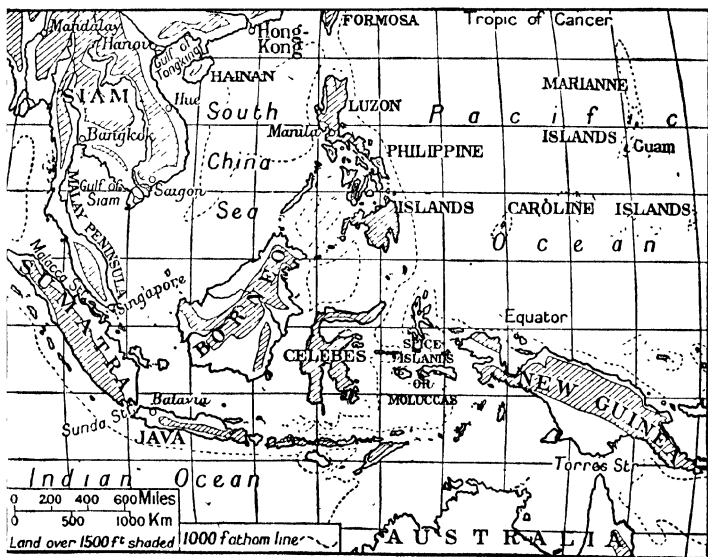 FORMOSA
Tropic of Cancer
Mandalay
Hanoi
Gulf of
Tongking
Hong-
Kong
HAINAN
SIAM
Hue
South
China
Sea
LUZON
Manila
MARIANNE
ISLANDS
Guam
Pacific
Ocean
PHILIPPINE
ISLANDS
CAROLINE ISLANDS
Bangkok
Gulf of
Siam
Saigon
MALAY PENINSULA
Malacca St.
Singapore
SUMATRA
BORNEO
CELEBES
SPICE
ISLANDS
OR
MOLUCCAS
Equator
NEW GUINEA
Batavia
Sunda St.
JAVA
Torres St
Indian Ocean
AUSTRALIA
0 200 400 600 Miles
0 500 1000 Km
Land over 1500 ft shaded
1000 fathom line